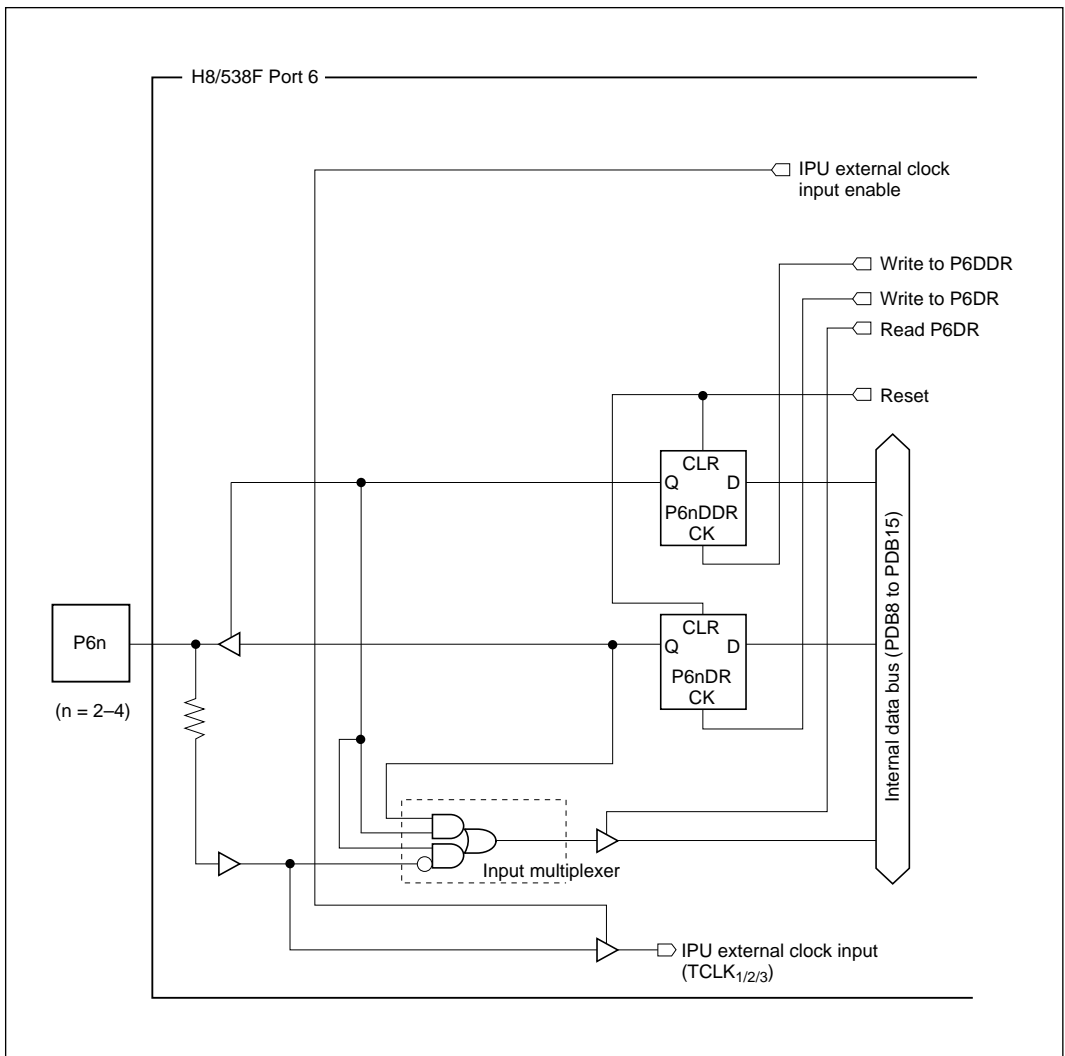 H8/538F Port 6
IPU external clock
input enable
Write to P6DDR
Write to P6DR
Read P6DR
Reset
CLR
Q D
P6nDDR
CK
Internal data bus (PDB8 to PDB15)
P6n
(n = 2–4)
CLR
Q D
P6nDR
CK
Input multiplexer
IPU external clock input
(TCLK1/2/3)